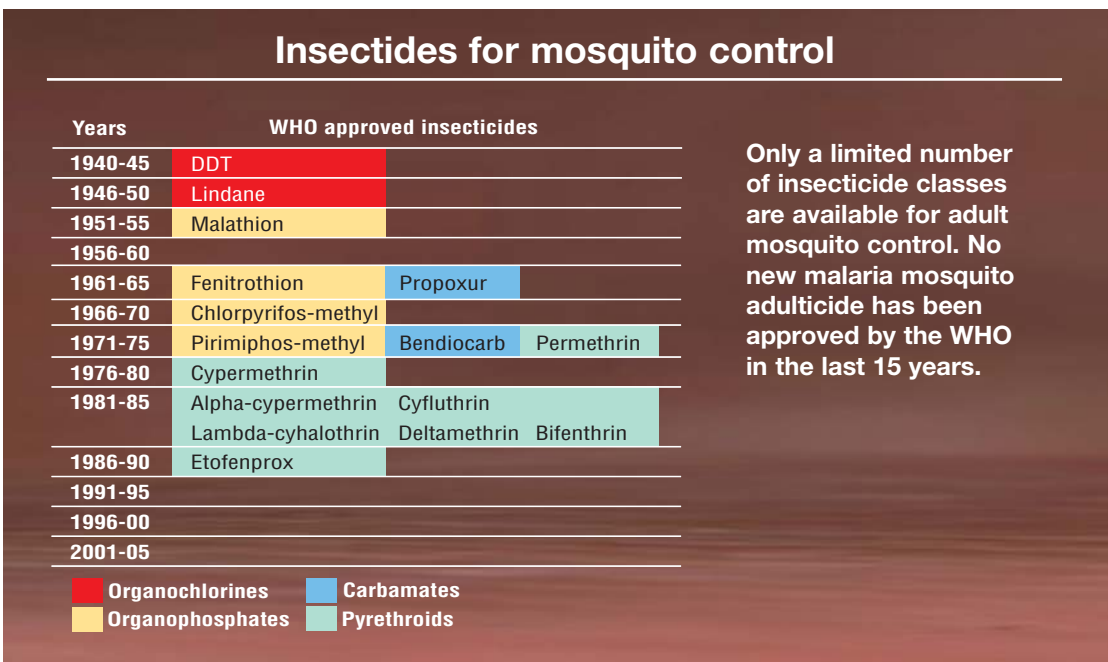 Insectides for mosquito control
Years WHO approved insecticides
1940-45 DDT
1946-50 Lindane
1951-55 Malathion
1956-60
1961-65 Fenitrothion Propoxur
1966-70 Chlorpyrifos-methyl
1971-75 Pirimiphos-methyl Bendiocarb Permethrin
1976-80 Cypermethrin
1981-85 Alpha-cypermethrin Cyfluthrin
Lambda-cyhalothrin Deltamethrin Bifenthrin
1986-90 Etofenprox
1991-95
1996-00
2001-05
Organochlorines Carbamates
Organophosphates Pyrethroids
Only a limited number
of insecticide classes
are available for adult
mosquito control. No
new malaria mosquito
adulticide has been
approved by the WHO
in the last 15 years.